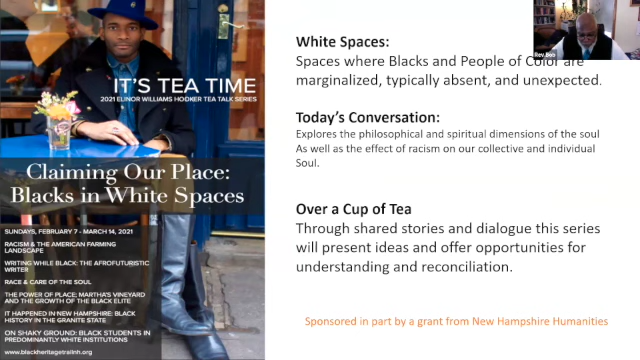 IT'S TEA TIME
2021 ELINOR WILLIAMS HOOKER TEA TALK SERIES
Claiming Our Place:
Blacks in White Spaces
SUNDAYS, FEBRUARY 7 - MARCH 14, 2021
RACISM & THE AMERICAN FARMING
LANDSCAPE
WRITING WHILE BLACK: THE AFROFUTURISTIC
WRITER
RACE & CARE OF THE SOUL
THE POWER OF PLACE; MARTHA'S VINEYARD
AND THE GROWTH OF THE BLACK ELITE
IT HAPPENED IN NEW HAMPSHIRE: BLACK
HISTORY IN THE GRANITE STATE
ON SHAKY GROUND: BLACK STUDENTS IN
PREDOMINANTLY WHITE INSTITUTIONS
www.blackheritagetrailnh.org
White Spaces:
Spaces where Blacks and People of Color are
marginalized, typically absent, and unexpected.
Today's Conversation:
Explores the philosophical and spiritual dimensions of the soul
As well as the effect of racism on our collective and individual
Soul.
Over a Cup of Tea
Through shared stories and dialogue this series
will present ideas and offer opportunities for
understanding and reconciliation.
Sponsored in part by a grant from New Hampshire Humanities